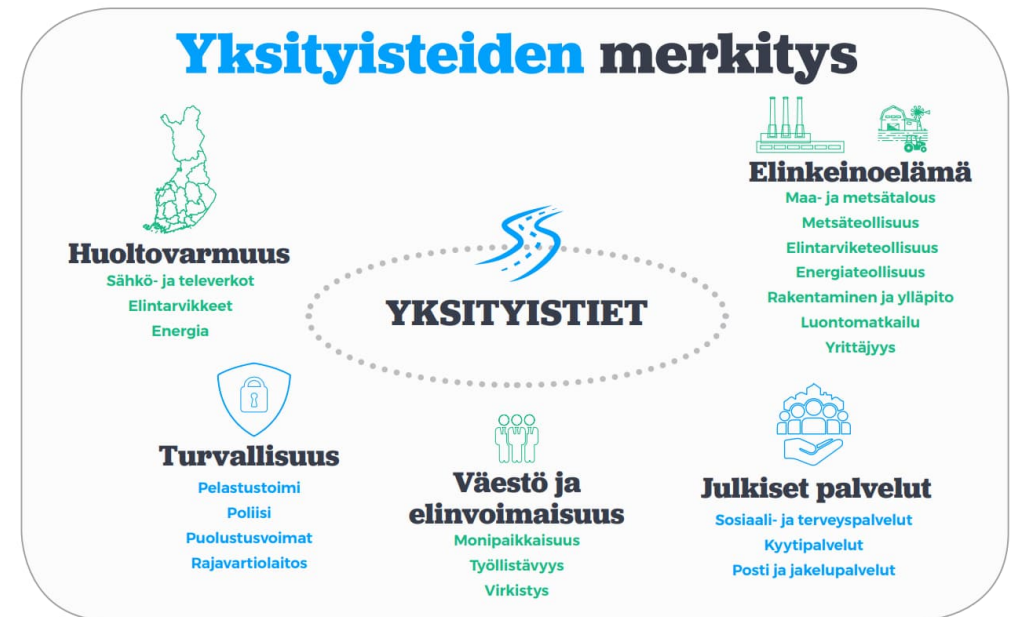 Yksityisteiden merkitys
Huoltovarmuus
Sähkö- ja televerkot
Elintarvikkeet
Energia
YKSITYISTIET
Elinkeinoelämä
Maa- ja metsätalous
Metsäteollisuus
Elintarviketeollisuus
Energiateollisuus
Rakentaminen ja ylläpito
Luontomatkailu
Yrittäjyys
Turvallisuus
Pelastustoimi
Poliisi
Puolustusvoimat
Rajavartiolaitos
Väestö ja
elinvoimaisuus
Monipaikkaisuus
Työllistävyys
Virkistys
Julkiset palvelut
Sosiaali- ja terveyspalvelut
Kyytipalvelut
Posti ja jakelupalvelut